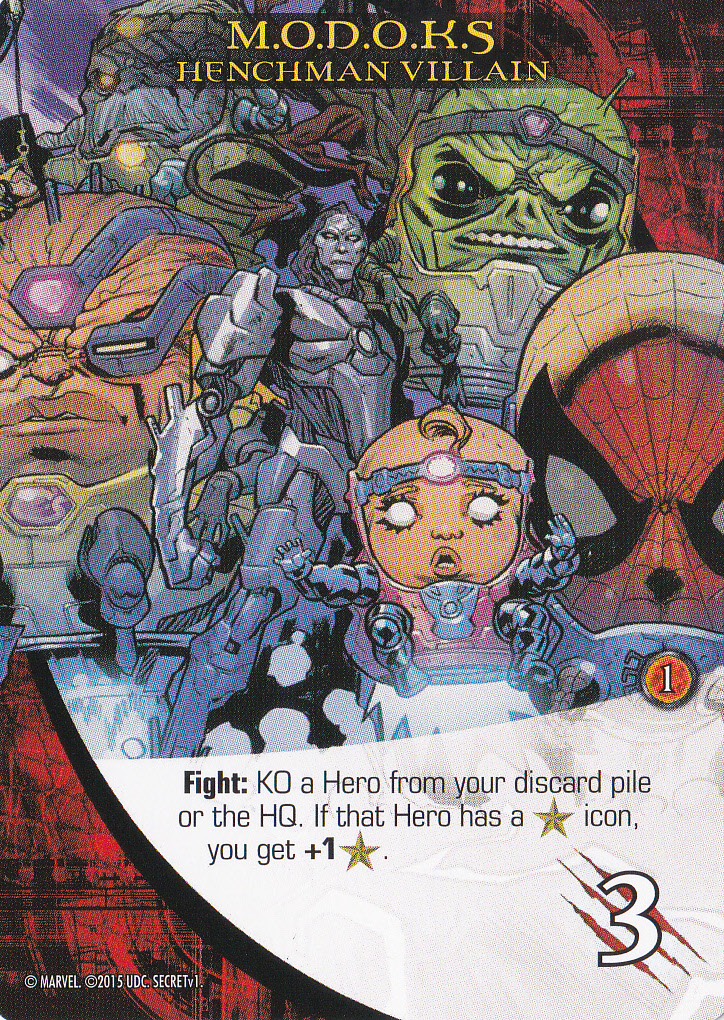 M.O.D.O.K.S
HENCHMAN VILLAIN
1
Fight: KO a Hero from your discard pile
or the HQ. If that Hero has a icon,
you get +1 .
3
© MARVEL. ©2015 UDC. SECRETv1.